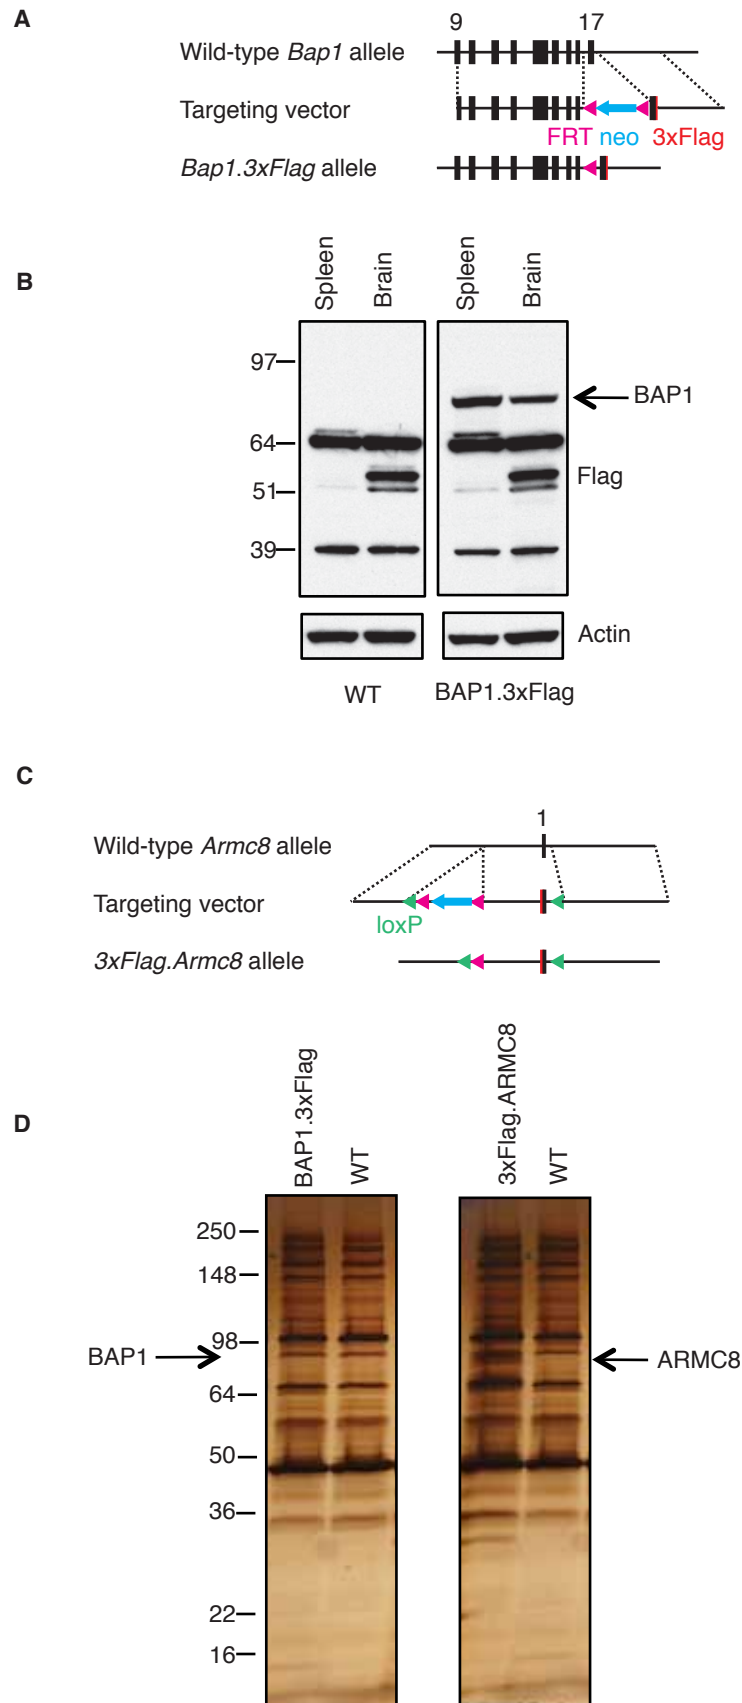 A
9 17
Wild-type Bap1 allele
Targeting vector
FRT neo 3xFlag
Bap1.3xFlag allele
B
Spleen
Brain
Spleen
Brain
97
BAP1
64
Flag
51
39
Actin
WT
BAP1.3xFlag
C
1
Wild-type Armc8 allele
Targeting vector
loxP
3xFlag.Armc8 allele
D
BAP1.3xFlag
WT
3xFlag.ARMC8
WT
250
148
98
BAP1
ARMC8
64
50
36
22
16